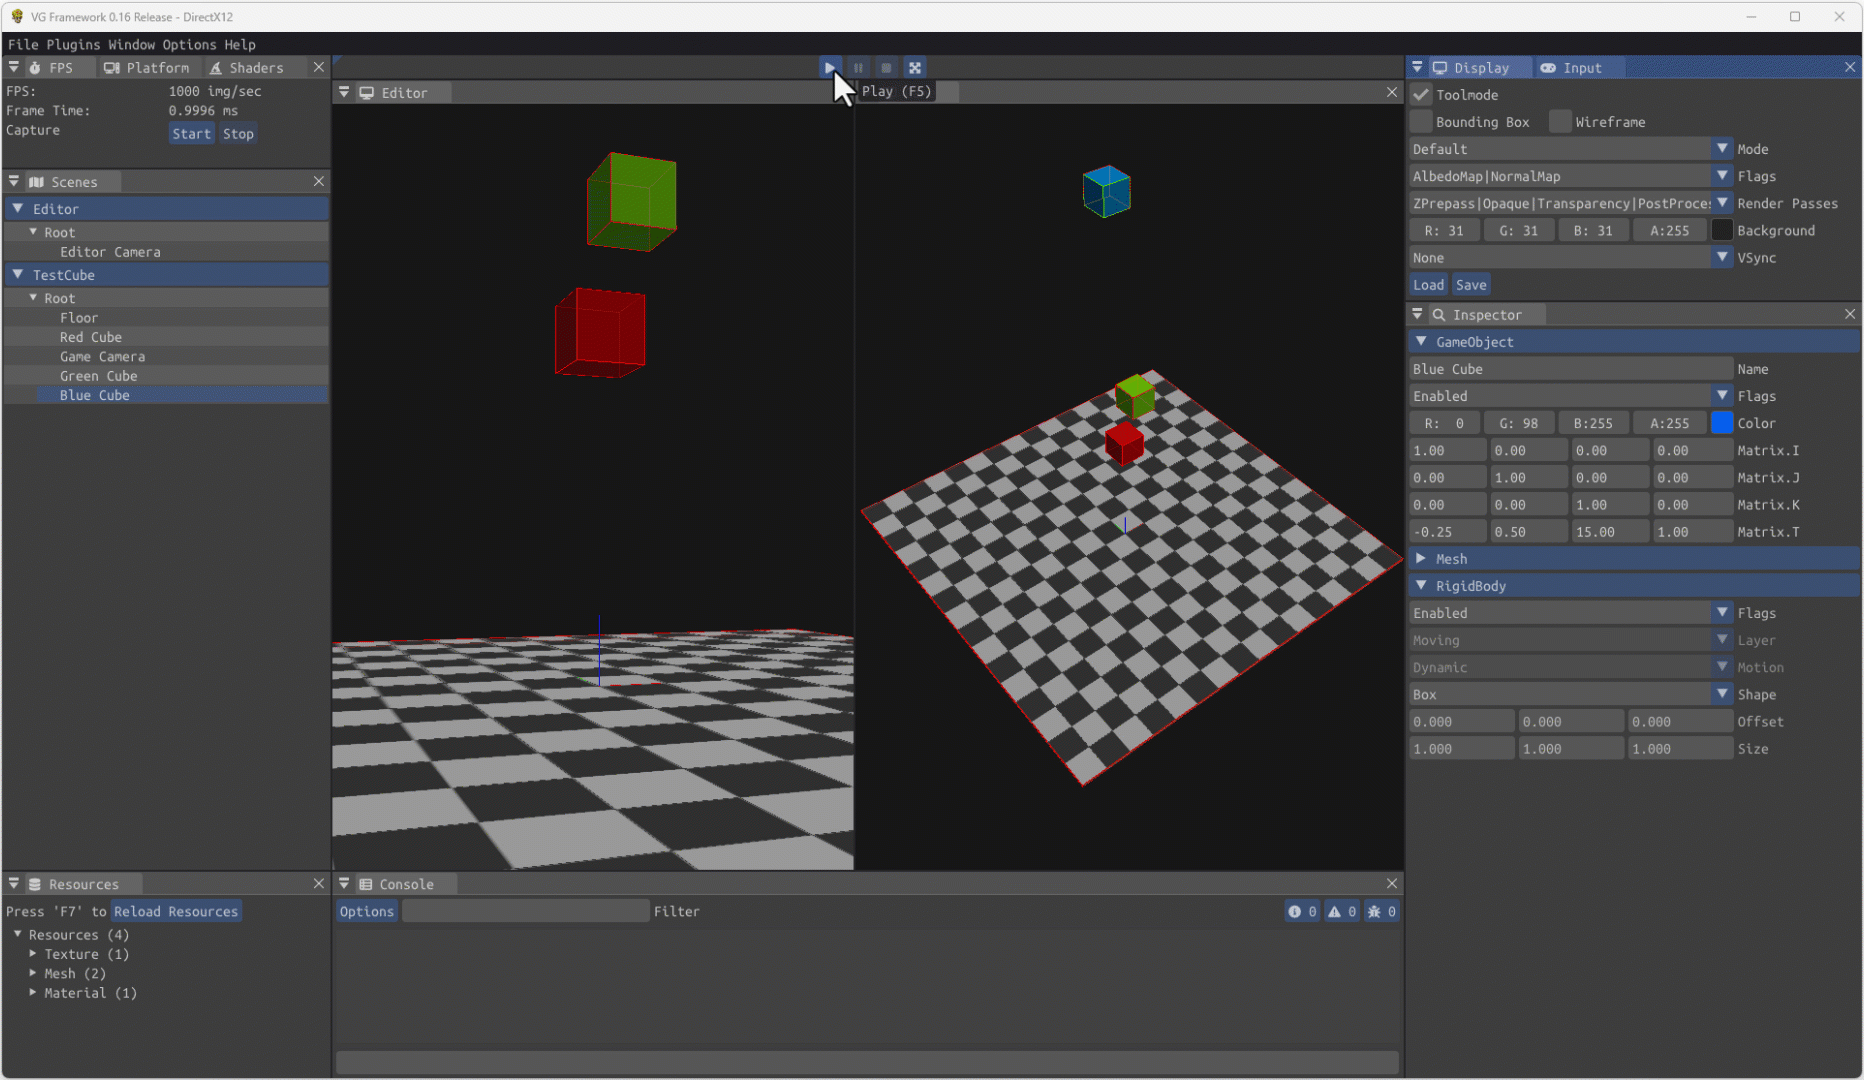 VG Framework 0.16 Release - DirectX12
File Plugins Window Options Help
FPS Platform Shaders
FPS: 1000 img/sec
Frame Time: 0.9996 ms
Capture Start Stop
Scenes
Editor
Root
Editor Camera
TestCube
Root
Floor
Red Cube
Game Camera
Green Cube
Blue Cube
Resources
Press 'F7' to Reload Resources
Resources (4)
Texture (1)
Mesh (2)
Material (1)
Editor
Play (F5)
Console
Options Filter 0 0 0
Display Input
Toolmode
Bounding Box Wireframe
Default Mode
AlbedoMap|NormalMap Flags
ZPrepass|Opaque|Transparency|PostProces Render Passes
R: 31 G: 31 B: 31 A:255 Background
None VSync
Load Save
Inspector
GameObject
Blue Cube Name
Enabled Flags
R: 0 G: 98 B:255 A:255 Color
1.00 0.00 0.00 0.00 Matrix.I
0.00 1.00 0.00 0.00 Matrix.J
0.00 0.00 1.00 0.00 Matrix.K
-0.25 0.50 15.00 1.00 Matrix.T
Mesh
RigidBody
Enabled Flags
Moving Layer
Dynamic Motion
Box Shape
0.000 0.000 0.000 Offset
1.000 1.000 1.000 Size